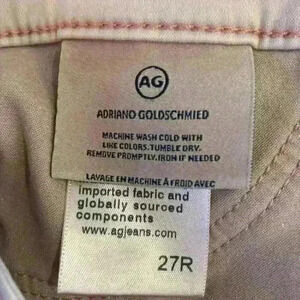 AG
ADRIANO GOLDSCHMIED
MACHINE WASH COLD WITH
LIKE COLORS. TUMBLE DRY.
REMOVE PROMPTLY. IRON IF NEEDED
LAVAGE EN MACHINE À FROID AVEC
imported fabric and
globally sourced
components
www.agjeans.com
27R